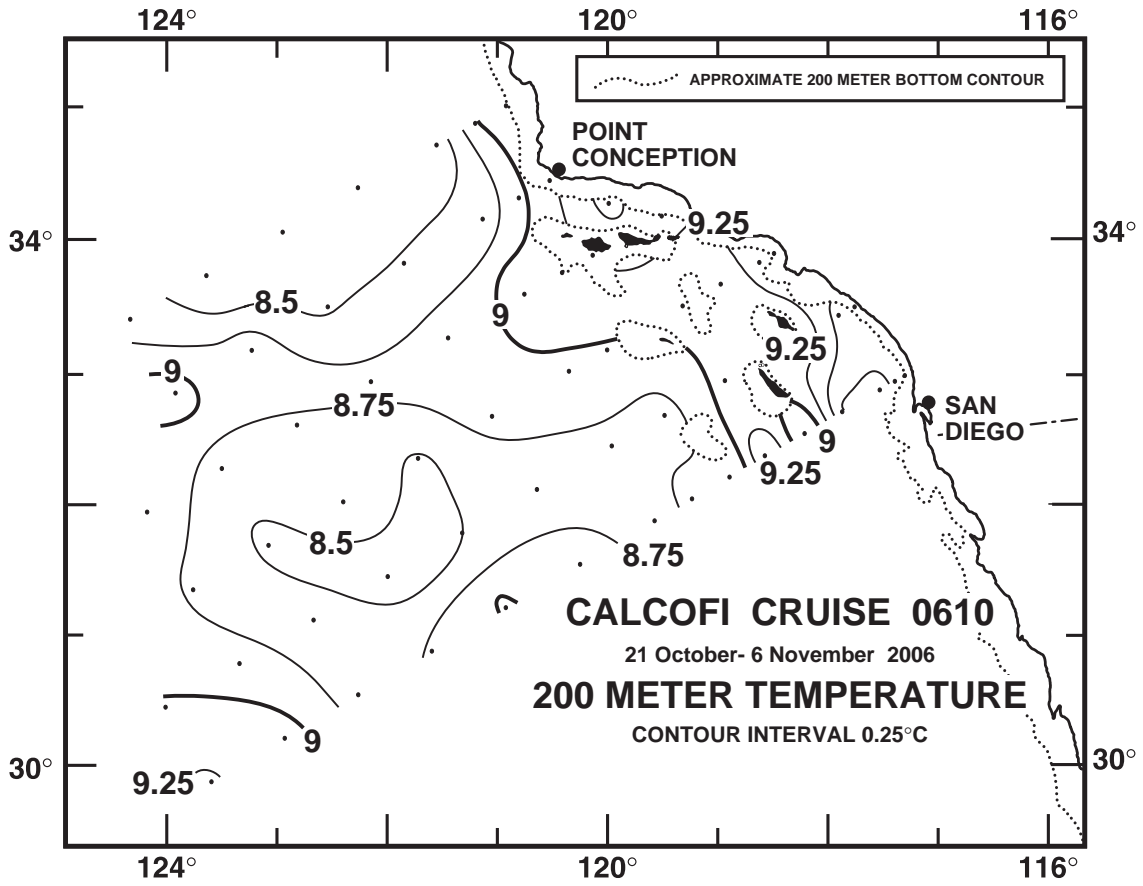 124° 120° 116°
APPROXIMATE 200 METER BOTTOM CONTOUR
POINT
CONCEPTION
34° 9.25 34°
8.5 9
9.25
9
8.75
SAN
DIEGO
9
9.25
8.5
8.75
CALCOFI CRUISE 0610
21 October- 6 November 2006
200 METER TEMPERATURE
CONTOUR INTERVAL 0.25°C
9
30° 9.25 30°
124° 120° 116°